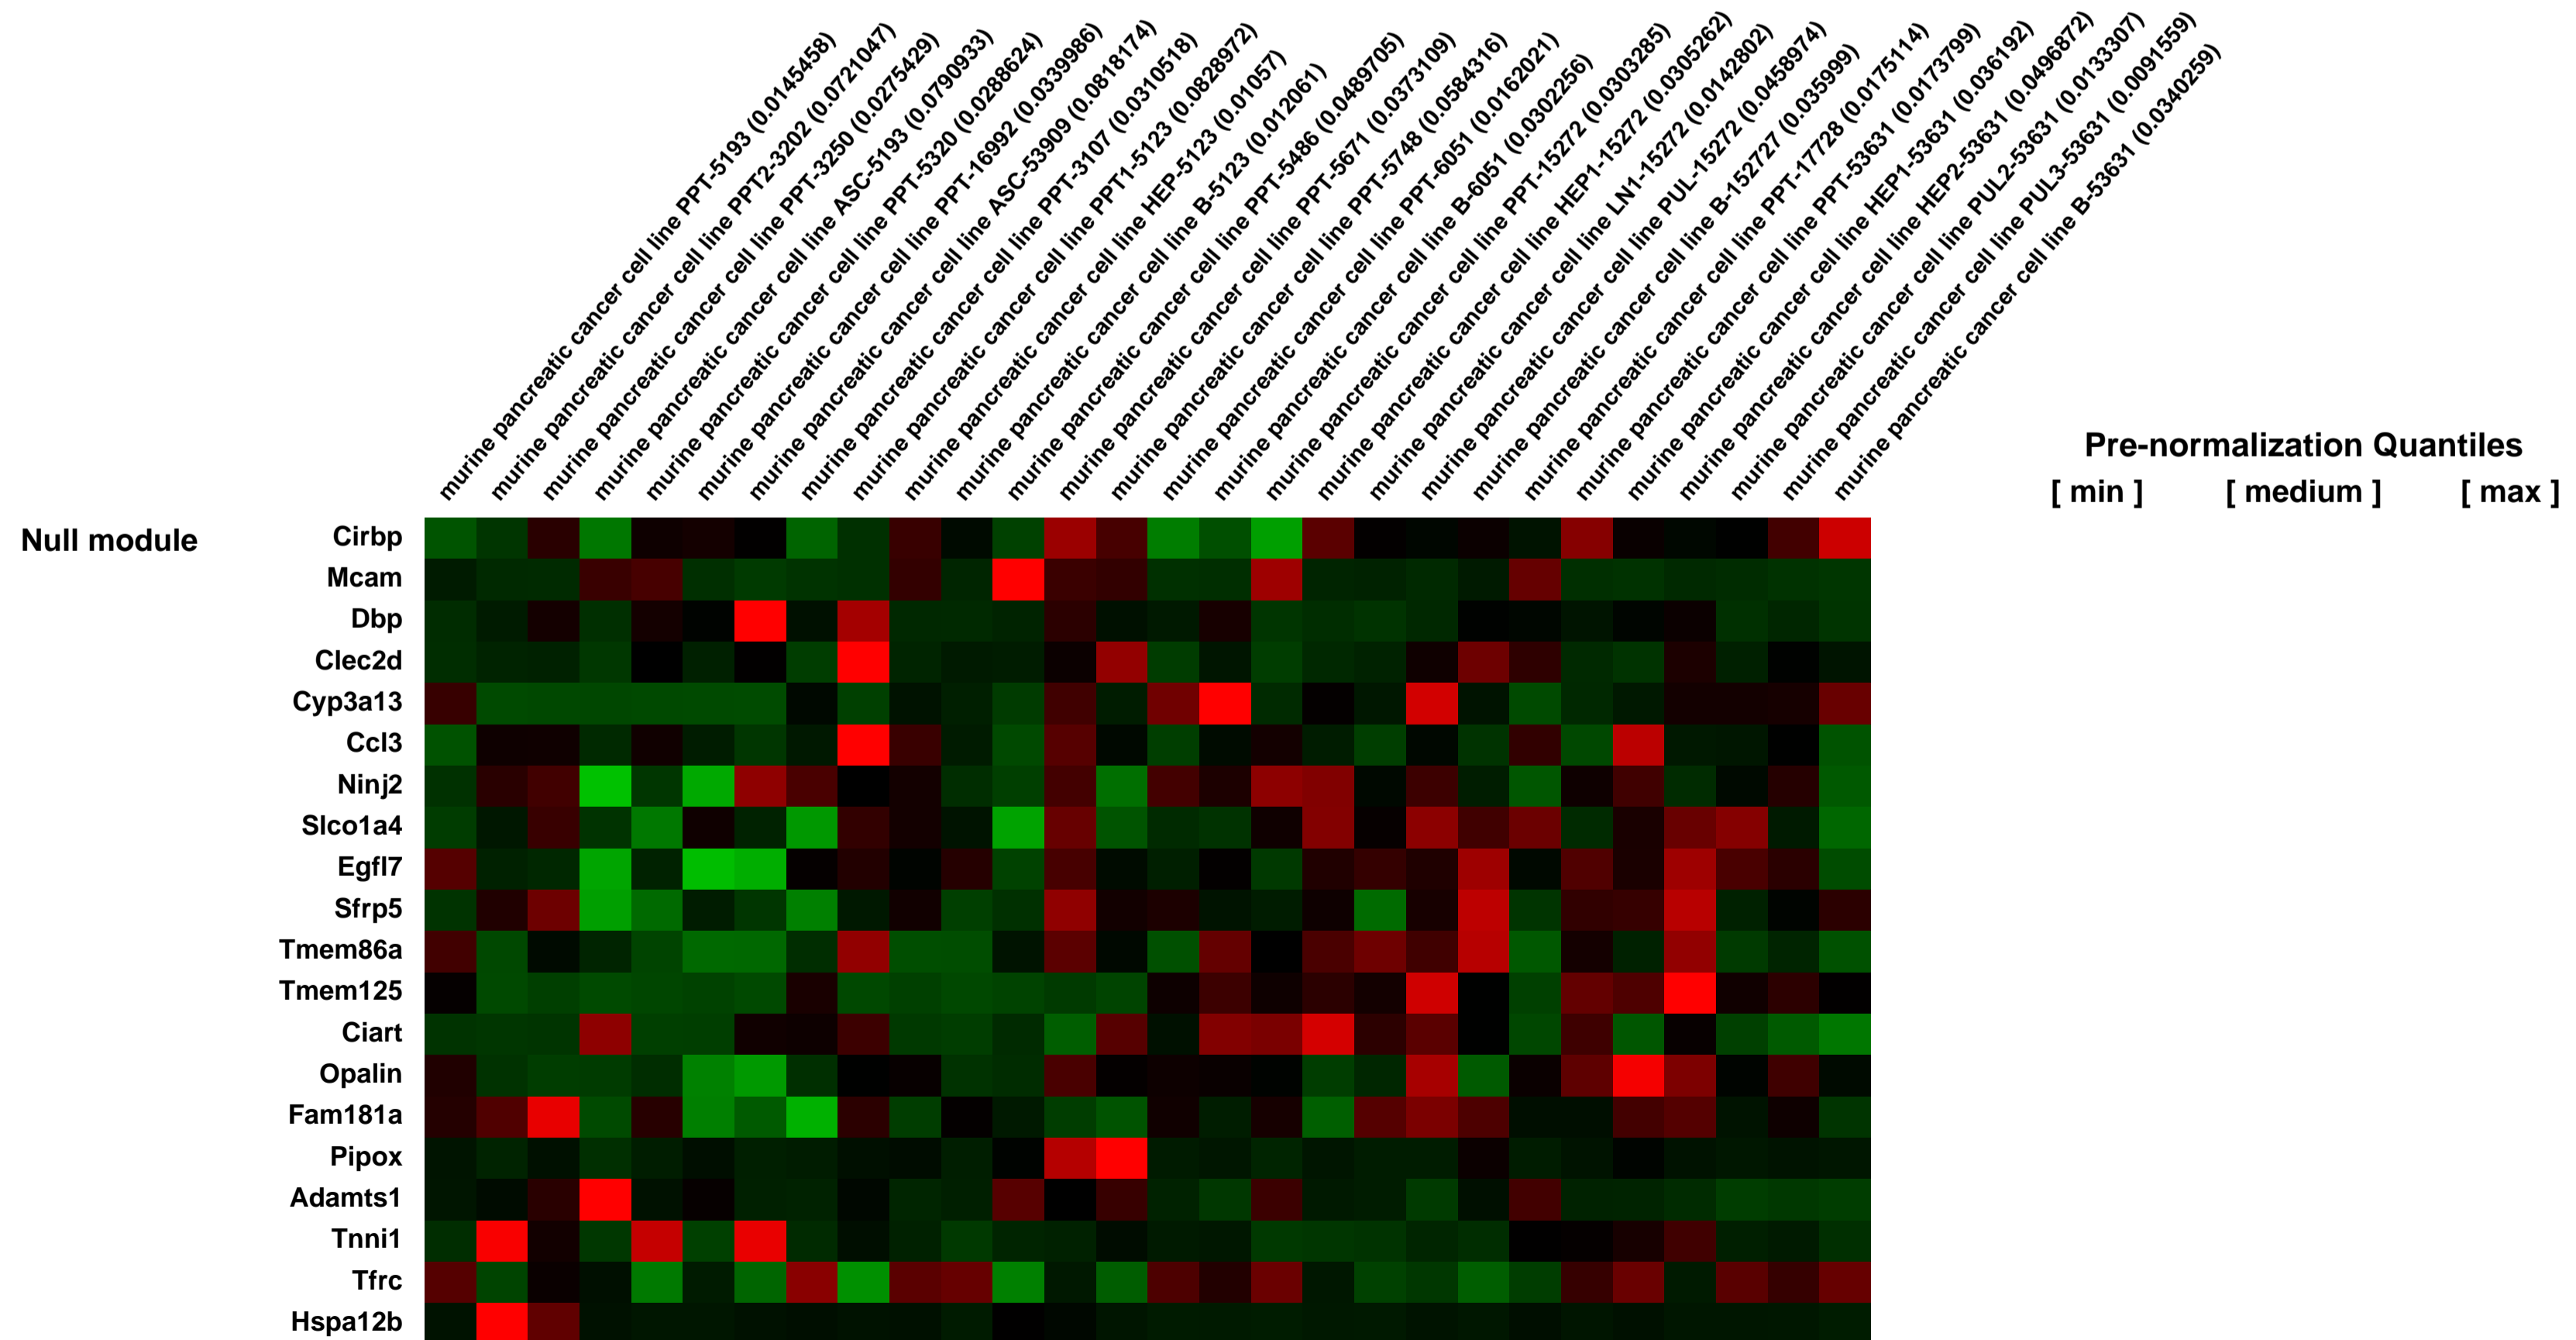 murine pancreatic cancer cell line PPT-5193 (0.0145458)
murine pancreatic cancer cell line PPT2-3202 (0.0721047)
murine pancreatic cancer cell line PPT-3250 (0.0275429)
murine pancreatic cancer cell line ASC-5193 (0.0790933)
murine pancreatic cancer cell line PPT-5320 (0.0288624)
murine pancreatic cancer cell line PPT-16992 (0.0339986)
murine pancreatic cancer cell line ASC-53909 (0.0818174)
murine pancreatic cancer cell line PPT-3107 (0.0310518)
murine pancreatic cancer cell line PPT1-5123 (0.0828972)
murine pancreatic cancer cell line HEP-5123 (0.01057)
murine pancreatic cancer cell line B-5123 (0.012061)
murine pancreatic cancer cell line PPT-5486 (0.0489705)
murine pancreatic cancer cell line PPT-5671 (0.0373109)
murine pancreatic cancer cell line PPT-5748 (0.0584316)
murine pancreatic cancer cell line PPT-6051 (0.0162021)
murine pancreatic cancer cell line B-6051 (0.0302256)
murine pancreatic cancer cell line PPT-15272 (0.0303285)
murine pancreatic cancer cell line HEP1-15272 (0.0305262)
murine pancreatic cancer cell line LN1-15272 (0.0142802)
murine pancreatic cancer cell line PUL-15272 (0.0458974)
murine pancreatic cancer cell line B-152727 (0.035999)
murine pancreatic cancer cell line PPT-17728 (0.0175114)
murine pancreatic cancer cell line PPT-53631 (0.0173799)
murine pancreatic cancer cell line HEP1-53631 (0.036192)
murine pancreatic cancer cell line HEP2-53631 (0.0496872)
murine pancreatic cancer cell line PUL2-53631 (0.0133307)
murine pancreatic cancer cell line PUL3-53631 (0.0091559)
murine pancreatic cancer cell line B-53631 (0.0340259)
Pre-normalization Quantiles
[ min ] [ medium ] [ max ]
Null module
Cirbp
Mcam
Dbp
Clec2d
Cyp3a13
Ccl3
Ninj2
Slco1a4
Egfl7
Sfrp5
Tmem86a
Tmem125
Ciart
Opalin
Fam181a
Pipox
Adamts1
Tnni1
Tfrc
Hspa12b